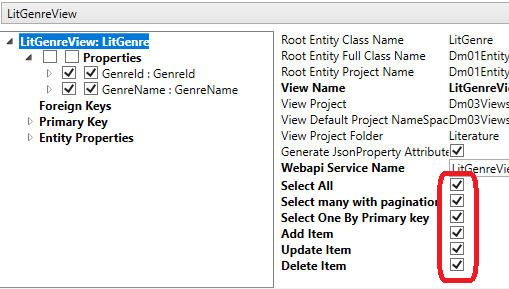 LitGenreView
LitGenreView: LitGenre
Properties
GenreId : GenreId
GenreName : GenreName
Foreign Keys
Primary Key
Entity Properties
Root Entity Class Name LitGenre
Root Entity Full Class Name Dm01Entity
Root Entity Project Name Dm01Entity
View Name LitGenreVie
View Project Dm03Views
View Default Project NameSpac Dm03Views
View Project Folder Literature
Generate JsonProperty Attribute
Webapi Service Name LitGenreView
Select All
Select many with pagination
Select One By Primary key
Add Item
Update Item
Delete Item